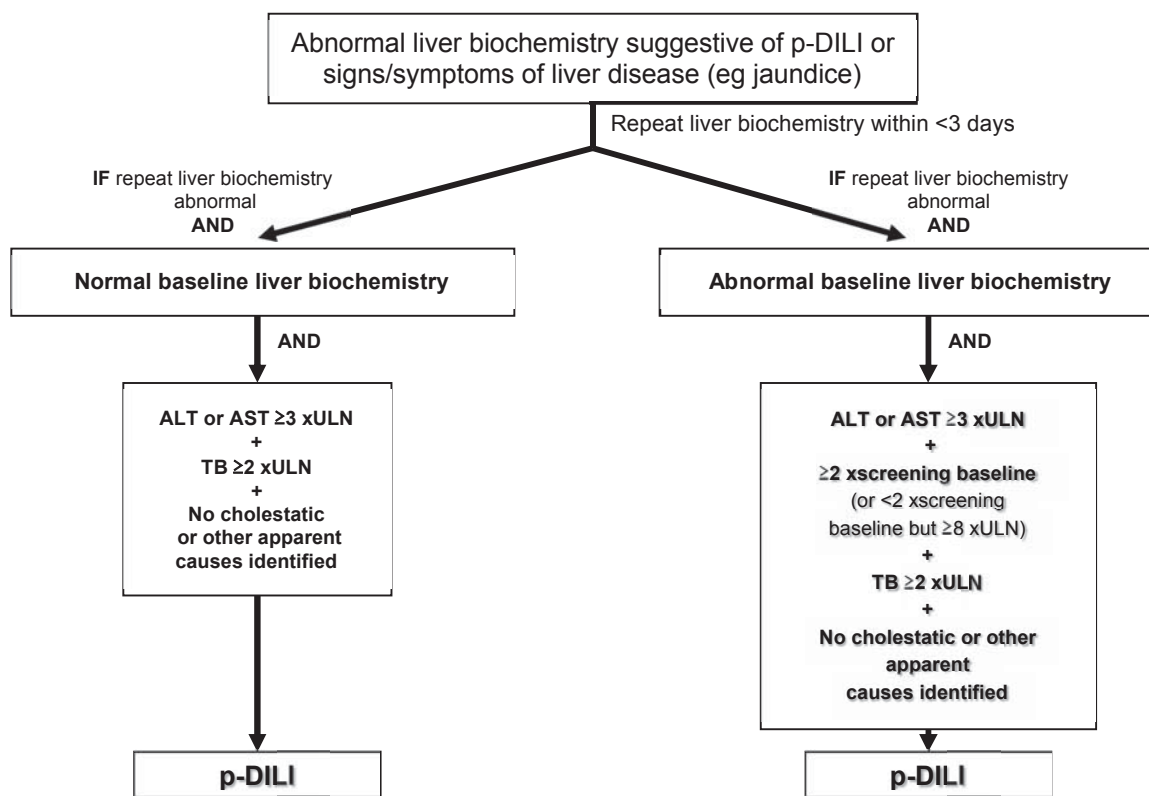 Abnormal liver biochemistry suggestive of p-DILI or
signs/symptoms of liver disease (eg jaundice)
Repeat liver biochemistry within <3 days
IF repeat liver biochemistry
abnormal
AND
Normal baseline liver biochemistry
AND
ALT or AST ≥3 xULN
+
TB ≥2 xULN
+
No cholestatic
or other apparent
causes identified
p-DILI
IF repeat liver biochemistry
abnormal
AND
Abnormal baseline liver biochemistry
AND
ALT or AST ≥3 xULN
+
≥2 xscreening baseline
(or <2 xscreening
baseline but ≥8 xULN)
+
TB ≥2 xULN
+
No cholestatic or other
apparent
causes identified
p-DILI